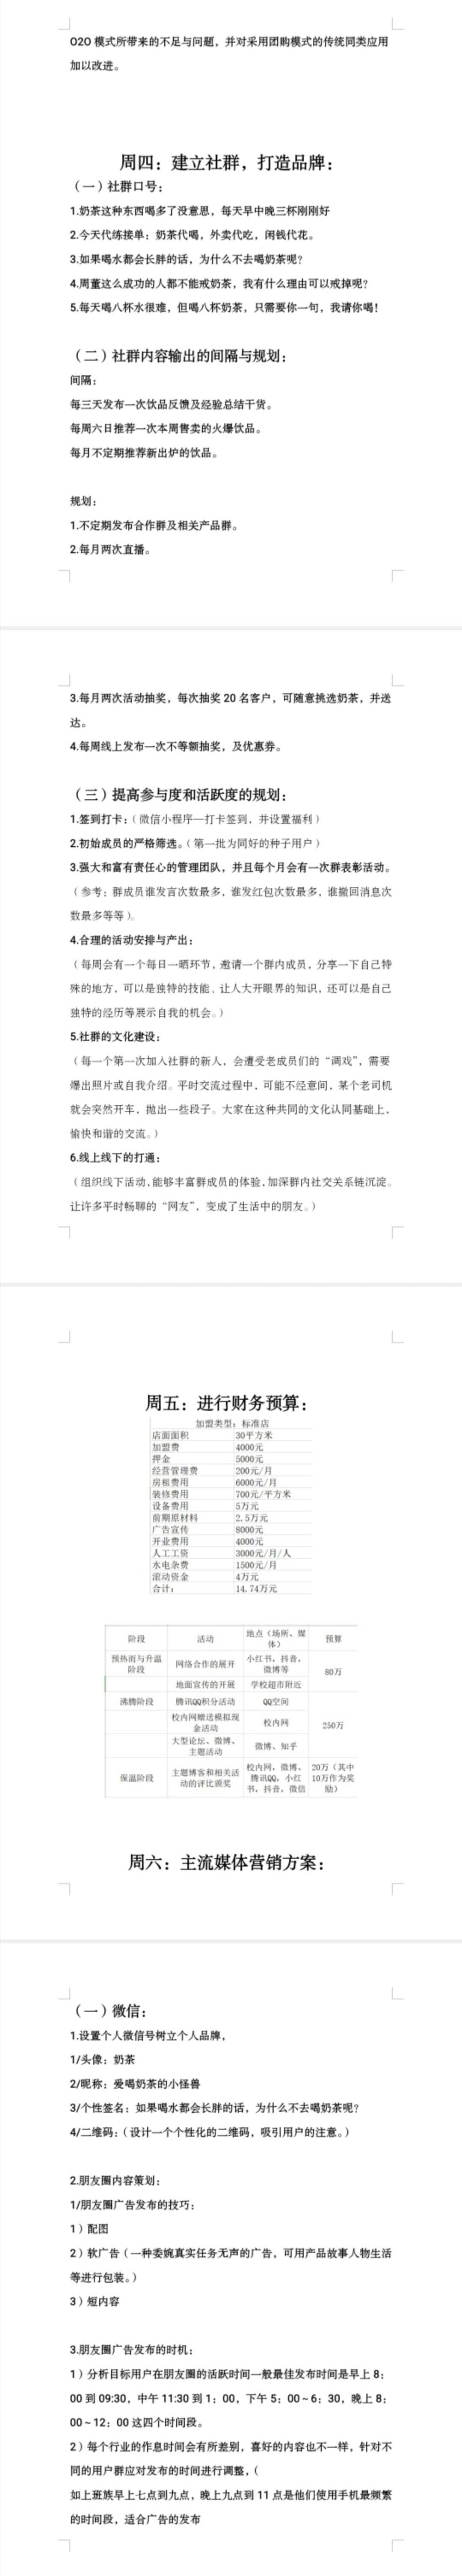 O2O 模式所带来的不足与问题，并对采用团购模式的传统同类应用
加以改进。
周四：建立社群，打造品牌：
（一）社群口号：
1.奶茶这种东西喝多了没意思，每天早中晚三杯刚刚好
2.今天代练接单：奶茶代喝，外卖代吃，闲钱代花。
3.如果喝水都会长胖的话，为什么不去喝奶茶呢？
4.周董这么成功的人都不能戒奶茶，我有什么理由可以戒掉呢？
5.每天喝八杯水很难，但喝八杯奶茶，只需要你一句，我请你喝！
（二）社群内容输出的间隔与规划：
间隔：
每三天发布一次饮品反馈及经验总结干货。
每周六日推荐一次本周售卖的火爆饮品。
每月不定期推荐新出炉的饮品。
规划：
1.不定期发布合作群及相关产品群。
2.每月两次直播。
3.每月两次活动抽奖，每次抽奖 20 名客户，可随意挑选奶茶，并送
达。
4.每周线上发布一次不等额抽奖，及优惠券。
（三）提高参与度和活跃度的规划：
1.签到打卡：（微信小程序—打卡签到，并设置福利）
2.初始成员的严格筛选。（第一批为同好的种子用户）
3.强大和富有责任心的管理团队，并且每个月会有一次群表彰活动。
（参考：群成员谁发言次数最多，谁发红包次数最多，谁撤回消息次
数最多等等）。
4.合理的活动安排与产出：
（每周会有一个每日一晒环节，邀请一个群内成员，分享一下自己特
殊的地方，可以是独特的技能、让人大开眼界的知识，还可以是自己
独特的经历等展示自我的机会。）
5.社群的文化建设：
（每一个第一次加入社群的新人，会遭受老成员们的“调戏”，需要
爆出照片或自我介绍。平时交流过程中，可能不经意间，某个老司机
就会突然开车，抛出一些段子。大家在这种共同的文化认同基础上，
愉快和谐的交流。）
6.线上线下的打通：
（组织线下活动,能够丰富群成员的体验,加深群内社交关系链沉淀。
让许多平时畅聊的“网友”，变成了生活中的朋友。）
周五：进行财务预算：
加盟类型：标准店
店面面积 30平方米
加盟费 4000元
押金 5000元
经营管理费 200元/月
房租费用 6000元/月
装修费用 700元/平方米
设备费用 5万元
前期原材料 2.5万元
广告宣传 8000元
开业费用 4000元
人工工资 3000元/月/人
水电杂费 1500元/月
滚动资金 4万元
合计： 14.74万元
阶段 活动 地点（场所、媒体） 预算
预热而与升温阶段 网络合作的展开 小红书，抖音，微博等 80万
地面宣传的开展 学校超市附近
沸腾阶段 腾讯QQ积分活动 QQ空间 250万
校内网赠送模拟现金活动 校内网
大型论坛、微博、主题活动 微博、知乎
保温阶段 主题博客和相关活动的评比颁奖 校内网，微博，腾讯QQ，小红书，抖音，微信 20万（其中10万作为奖励）
周六：主流媒体营销方案：
（一）微信：
1.设置个人微信号树立个人品牌，
1/头像：奶茶
2/昵称：爱喝奶茶的小怪兽
3/个性签名：如果喝水都会长胖的话，为什么不去喝奶茶呢？
4/二维码：（设计一个个性化的二维码，吸引用户的注意。）
2.朋友圈内容策划：
1/朋友圈广告发布的技巧：
1）配图
2）软广告（一种委婉真实任务无声的广告，可用产品故事人物生活
等进行包装。）
3）短内容
3.朋友圈广告发布的时机：
1）分析目标用户在朋友圈的活跃时间一般最佳发布时间是早上 8：
00 到 09:30，中午 11:30 到 1：00，下午 5：00～6：30，晚上 8：
00～12：00 这四个时间段。
2）每个行业的作息时间会有所差别，喜好的内容也不一样，针对不
同的用户群应对发布的时间进行调整，（
如上班族早上七点到九点，晚上九点到 11 点是他们使用手机最频繁
的时间段，适合广告的发布